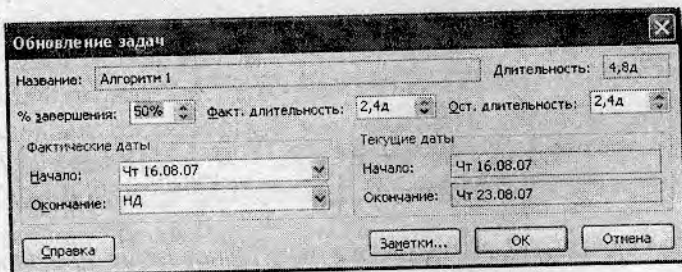 Обновление задач
Название: Алгоритм 1 Длительность: 4,8д
% завершения: 50% Факт. длительность: 2,4д Ост. длительность: 2,4д
Фактические даты Текущие даты
Начало: Чт 16.08.07 Начало: Чт 16.08.07
Окончание: НД Окончание: Чт 23.08.07
Справка Заметки... ОК Отмена